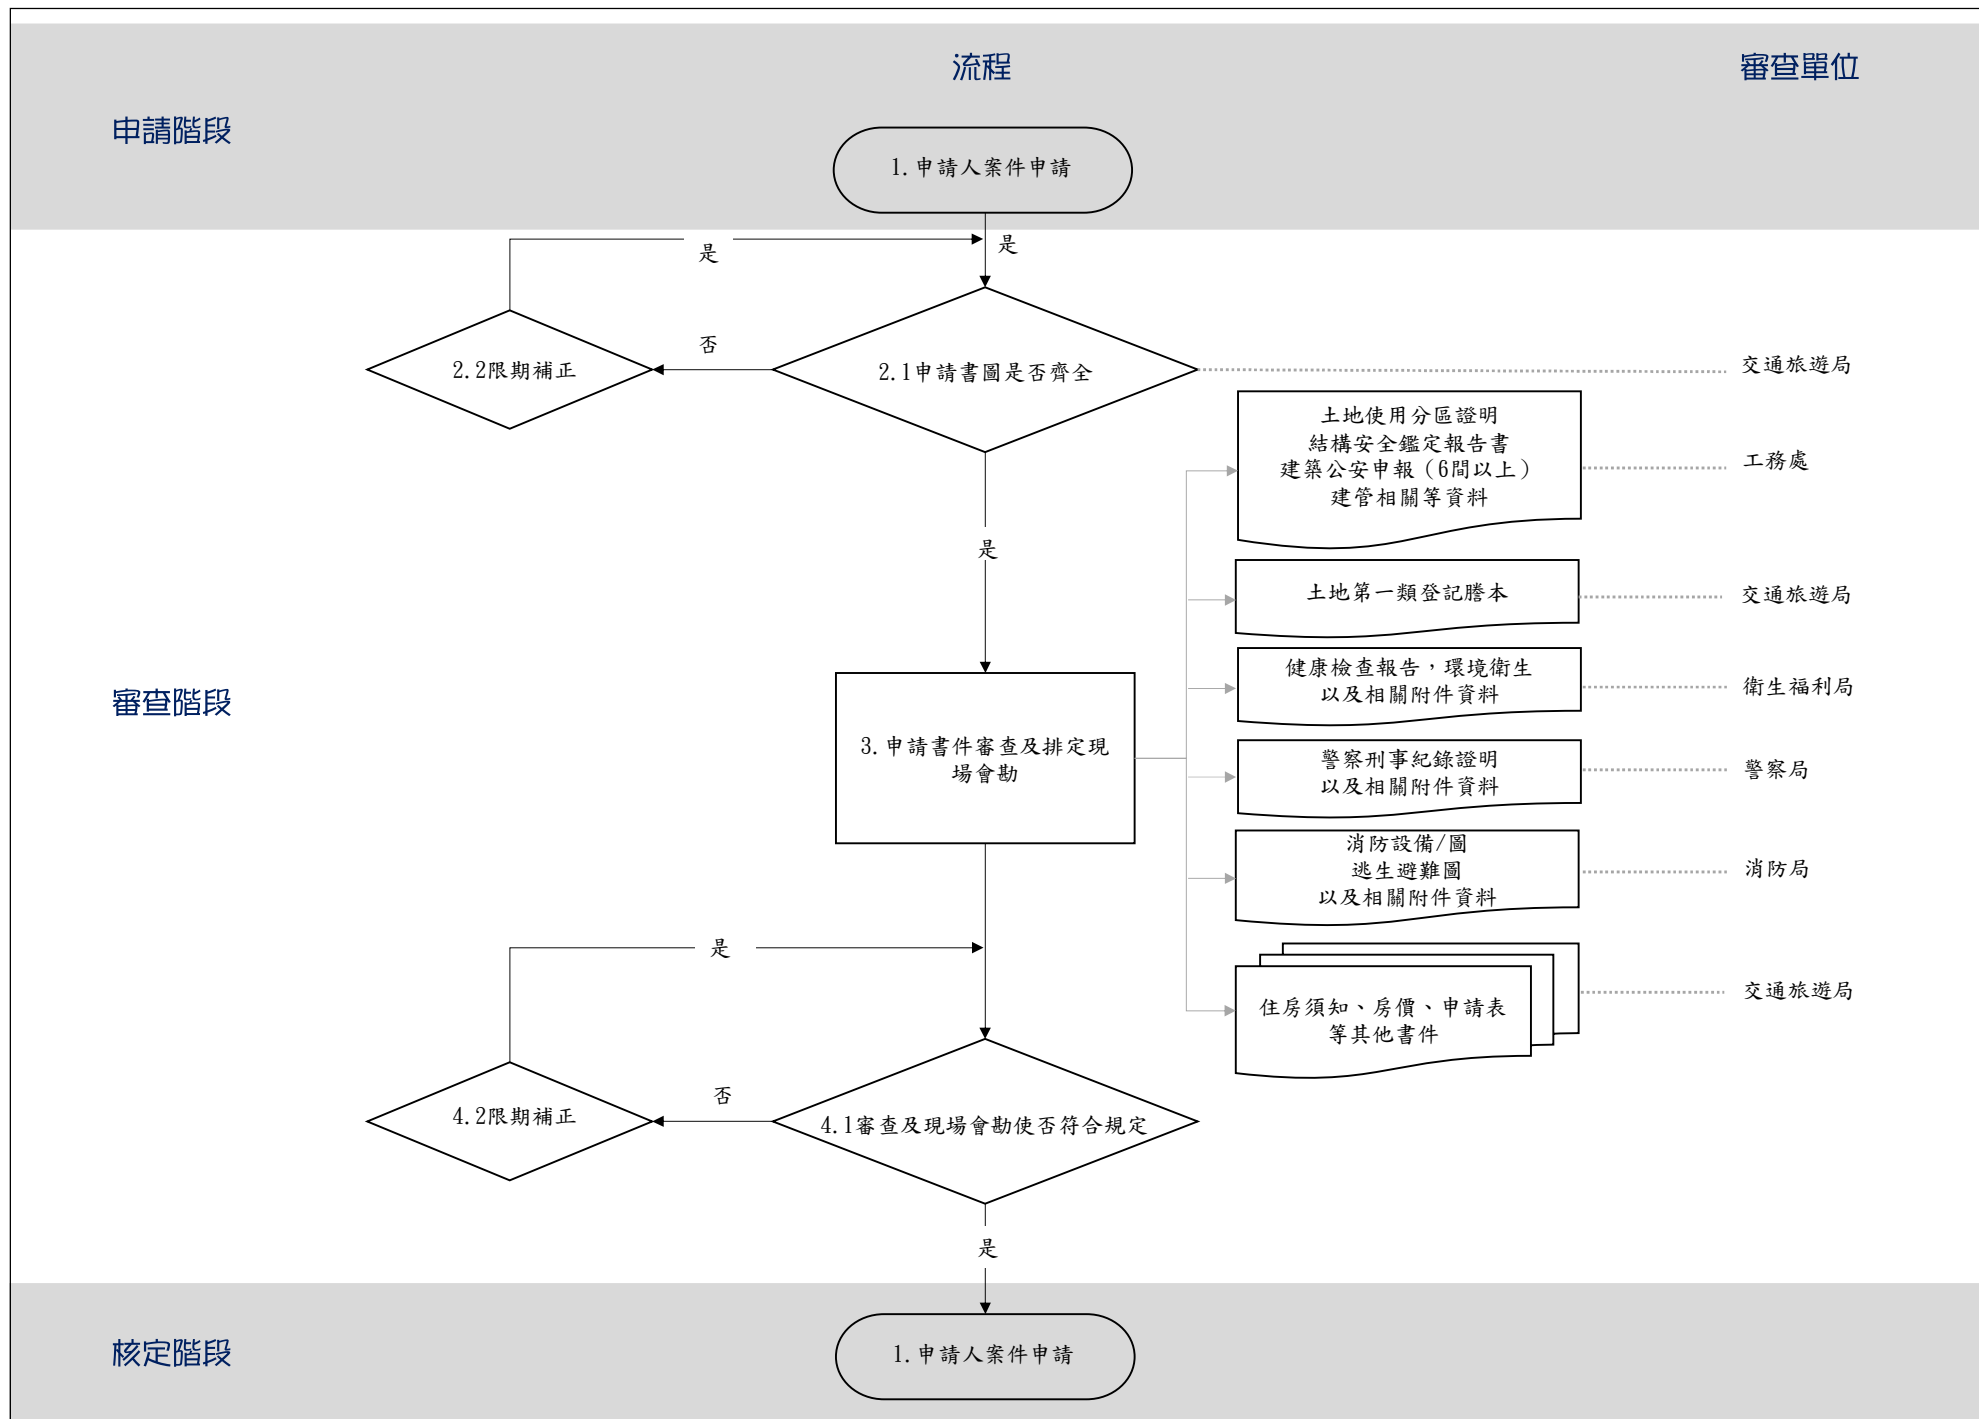 流程
審查單位
申請階段
1.申請人案件申請
是
是
否
2.2限期補正
2.1申請書圖是否齊全
交通旅遊局
土地使用分區證明
結構安全鑑定報告書
建築公安申報（6間以上）
建管相關等資料
工務處
是
土地第一類登記謄本
交通旅遊局
審查階段
健康檢查報告，環境衛生
以及相關附件資料
衛生福利局
3.申請書件審查及排定現
場會勘
警察刑事紀錄證明
以及相關附件資料
警察局
消防設備/圖
逃生避難圖
以及相關附件資料
消防局
是
住房須知、房價、申請表
等其他書件
交通旅遊局
否
4.2限期補正
4.1審查及現場會勘使否符合規定
是
核定階段
1.申請人案件申請